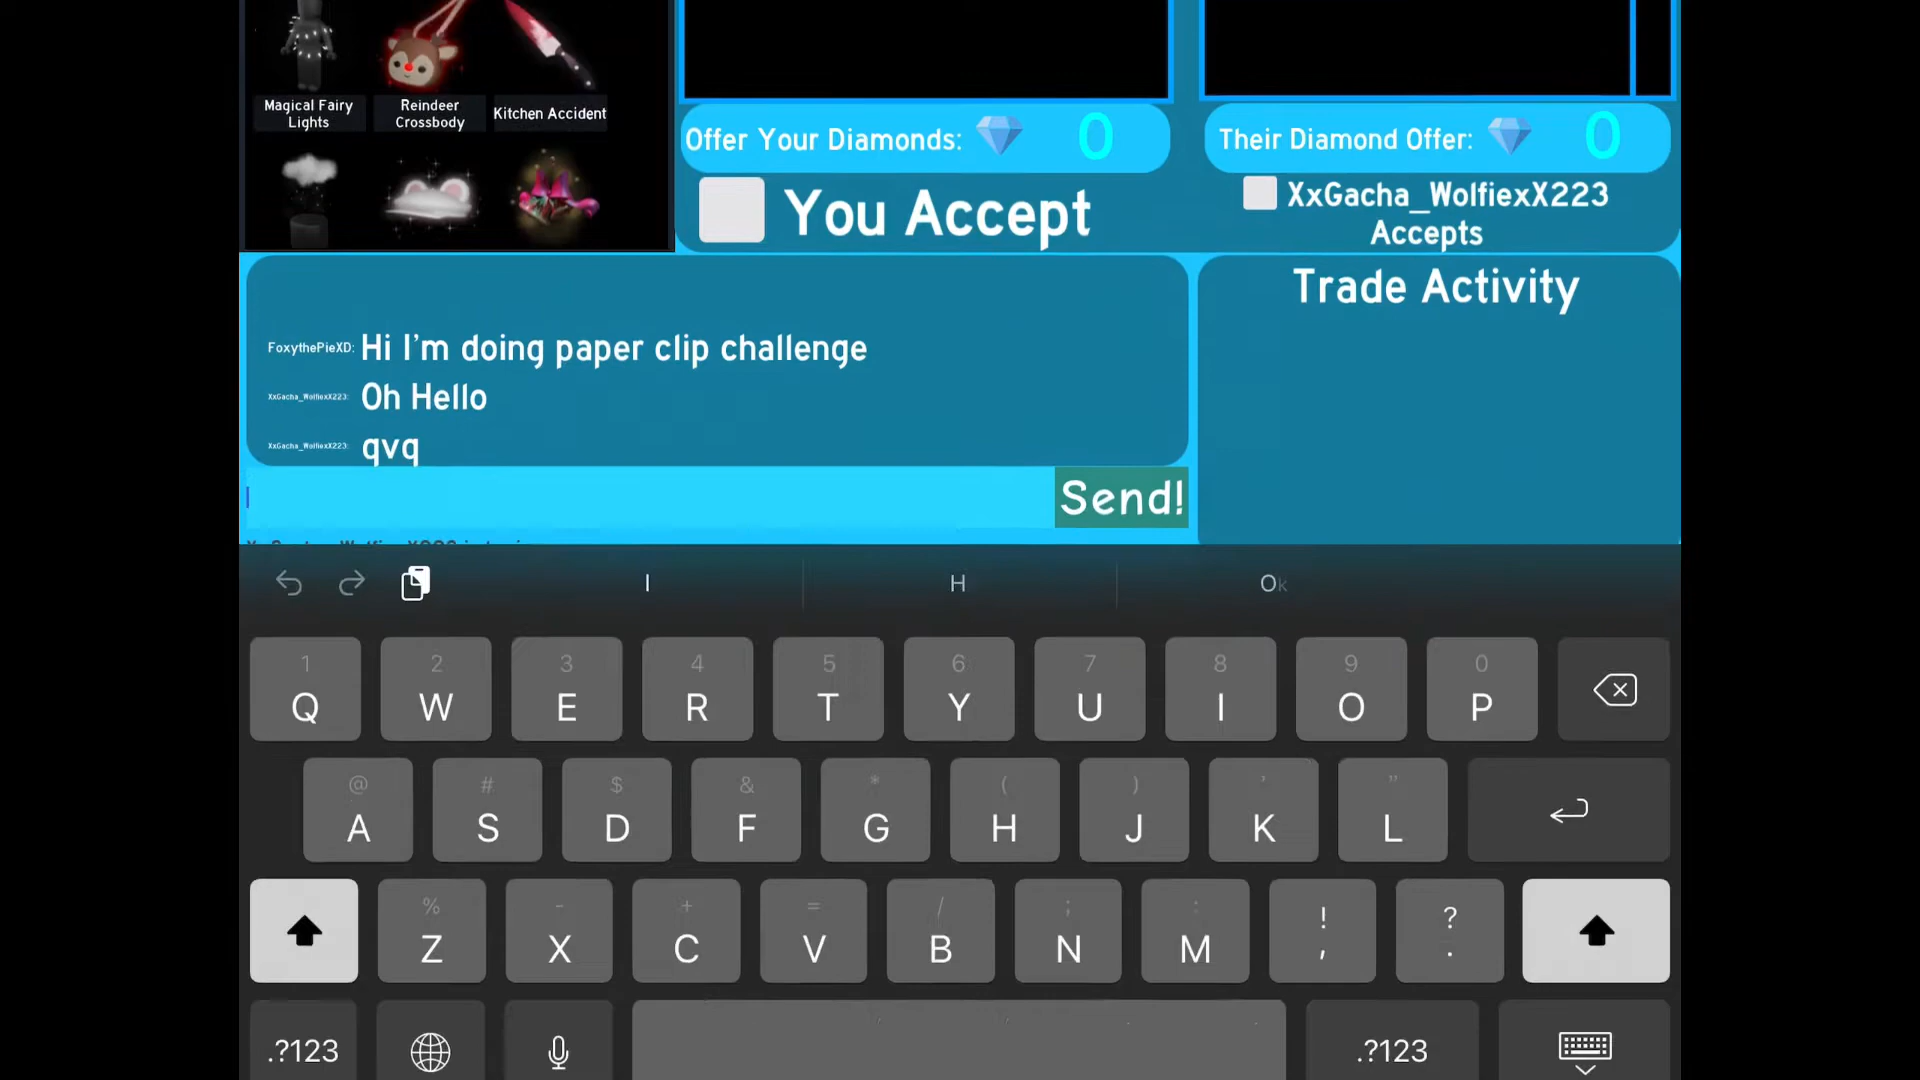 Magical Fairy
Lights
Reindeer
Crossbody
Kitchen Accident
Offer Your Diamonds: 0
Their Diamond Offer: 0
You Accept
XxGacha_WolfiexX223
Accepts
Trade Activity
FoxythePieXD: Hi I'm doing paper clip challenge
XxGacha_WolfiexX223: Oh Hello
XxGacha_WolfiexX223: qvq
Send!
I H Ok
1 2 3 4 5 6 7 8 9 0
Q W E R T Y U I O P
@ # $ & * ( ) ' "
A S D F G H J K L
% - + = / ; : ! ?
Z X C V B N M , .
.?123 .?123